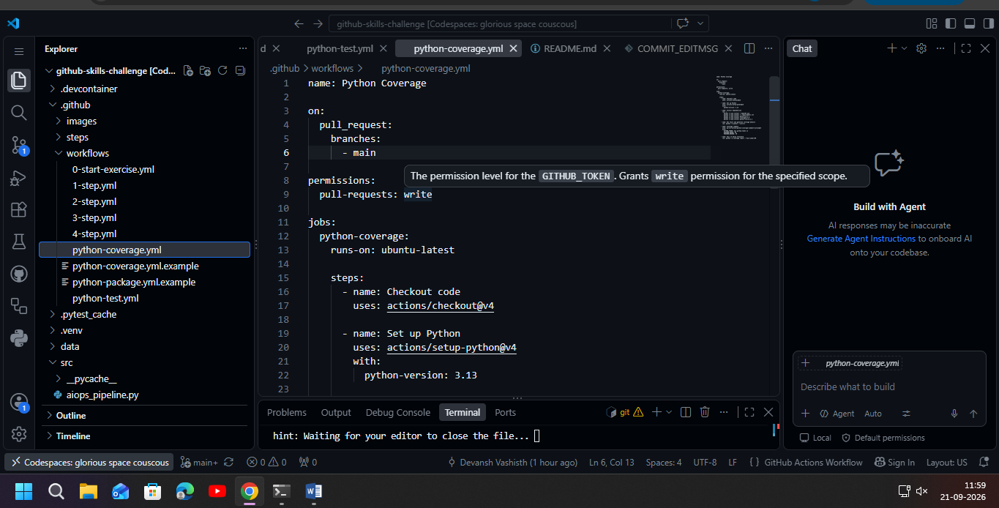 github-skills-challenge [Codespaces: glorious space couscous]
Explorer
github-skills-challenge [Cod...
.devcontainer
.github
images
steps
workflows
0-start-exercise.yml
1-step.yml
2-step.yml
3-step.yml
4-step.yml
python-coverage.yml
python-coverage.yml.example
python-package.yml.example
python-test.yml
.pytest_cache
.venv
data
src
__pycache__
aiops_pipeline.py
Outline
Timeline
1
1
d
python-test.yml
python-coverage.yml
README.md
COMMIT_EDITMSG
.github > workflows > python-coverage.yml
1 name: Python Coverage
2
3 on:
4 pull_request:
5 branches:
6 - main
7
8 permissions:
The permission level for the GITHUB_TOKEN. Grants write permission for the specified scope.
9 pull-requests: write
10
11 jobs:
12 python-coverage:
13 runs-on: ubuntu-latest
14
15 steps:
16 - name: Checkout code
17 uses: actions/checkout@v4
18
19 - name: Set up Python
20 uses: actions/setup-python@v4
21 with:
22 python-version: 3.13
23
Problems Output Debug Console Terminal Ports
git
hint: Waiting for your editor to close the file...
Chat
Build with Agent
AI responses may be inaccurate
Generate Agent Instructions to onboard AI
onto your codebase.
python-coverage.yml
Describe what to build
Agent Auto
Local Default permissions
Codespaces: glorious space couscous main+ 0 0 0 Devansh Vashisth (1 hour ago) Ln 6, Col 13 Spaces: 4 UTF-8 LF {} GitHub Actions Workflow Sign In Layout: US
11:59
21-09-2026